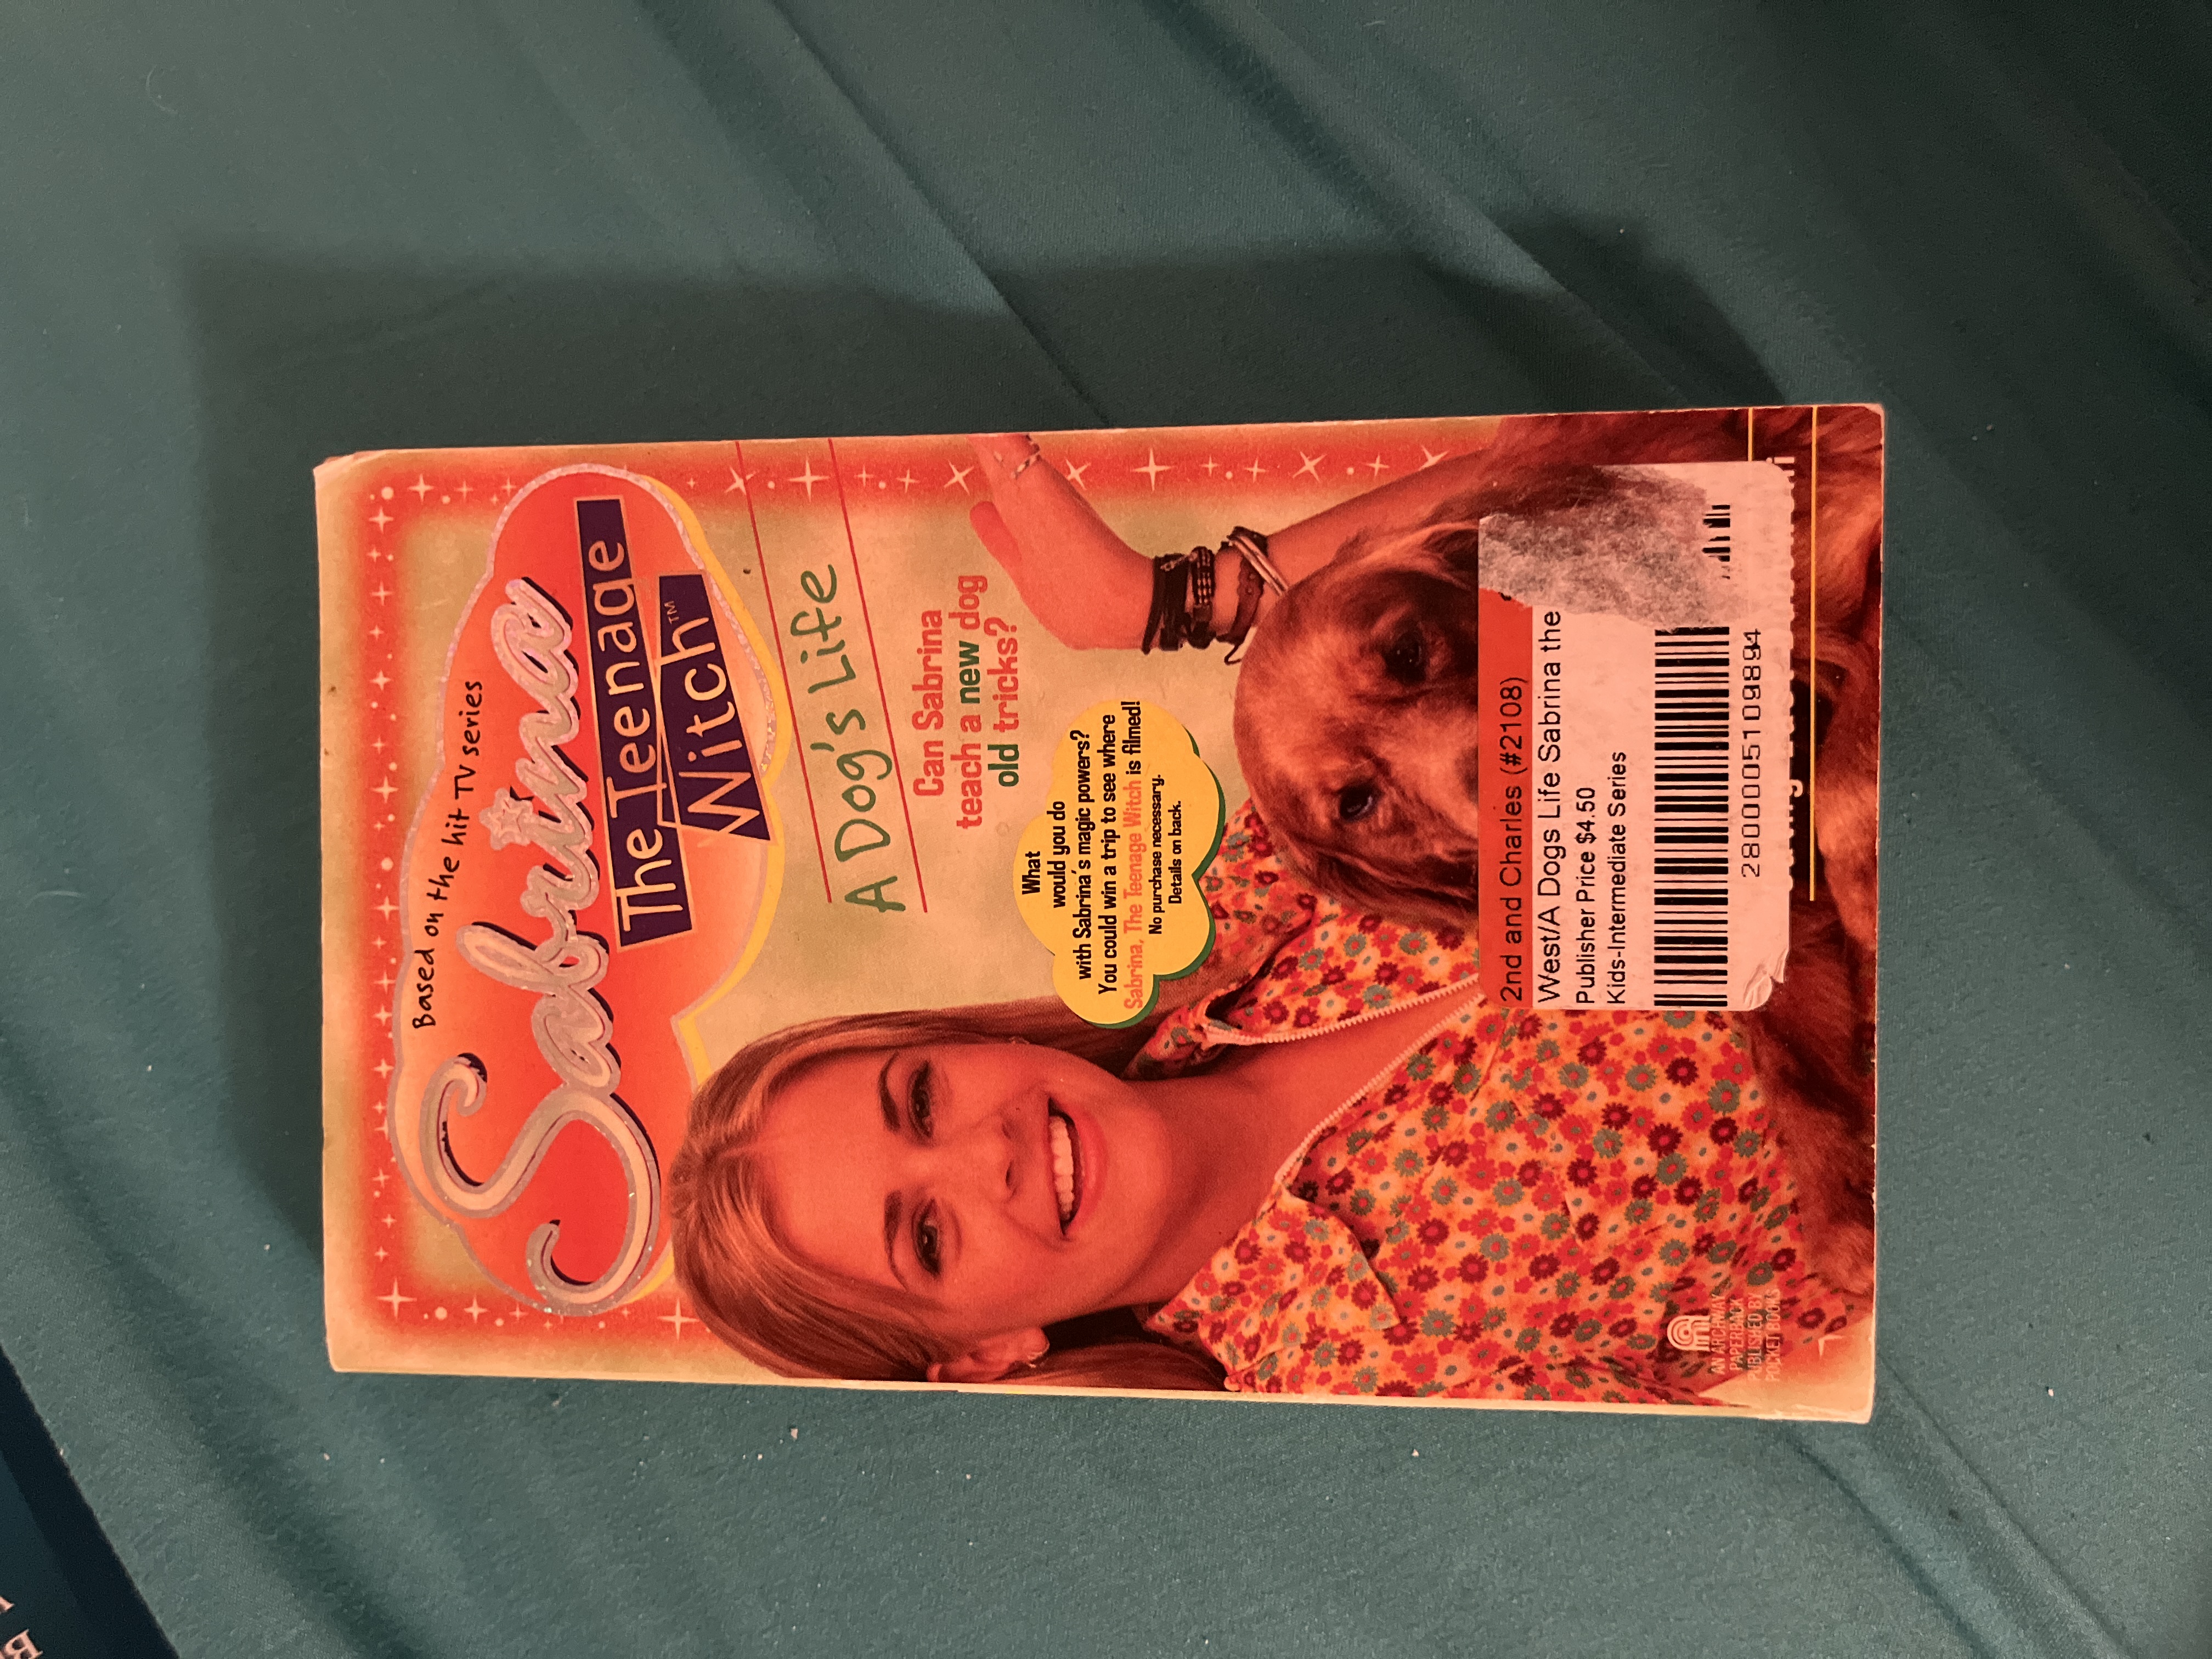 Based on the hit TV series
Sabrina
The Teenage
Witch™
A Dog's Life
Can Sabrina
teach a new dog
old tricks?
What
would you do
with Sabrina's magic powers?
You could win a trip to see where
Sabrina, The Teenage Witch is filmed!
No purchase necessary.
Details on back.
2nd and Charles (#2108)
West/A Dogs Life Sabrina the
Publisher Price $4.50
Kids-Intermediate Series
2800005109894
AN ARCHWAY
PAPERBACK
PUBLISHED BY
POCKET BOOKS
B